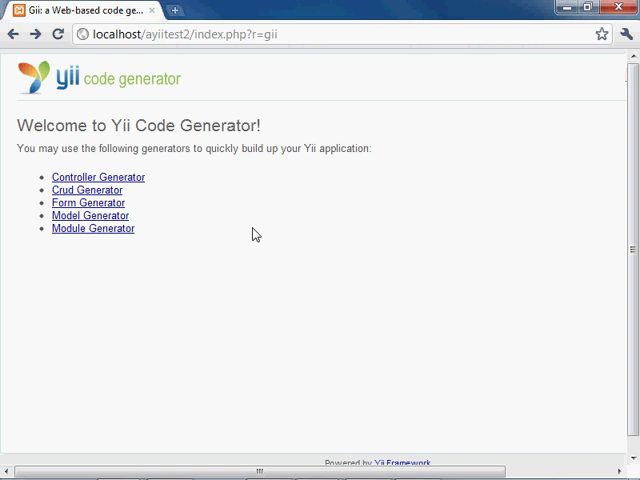 Gii: a Web-based code ge...
localhost/ayiitest2/index.php?r=gii
yii code generator
Welcome to Yii Code Generator!
You may use the following generators to quickly build up your Yii application:
Controller Generator
Crud Generator
Form Generator
Model Generator
Module Generator
Powered by Yii Framework